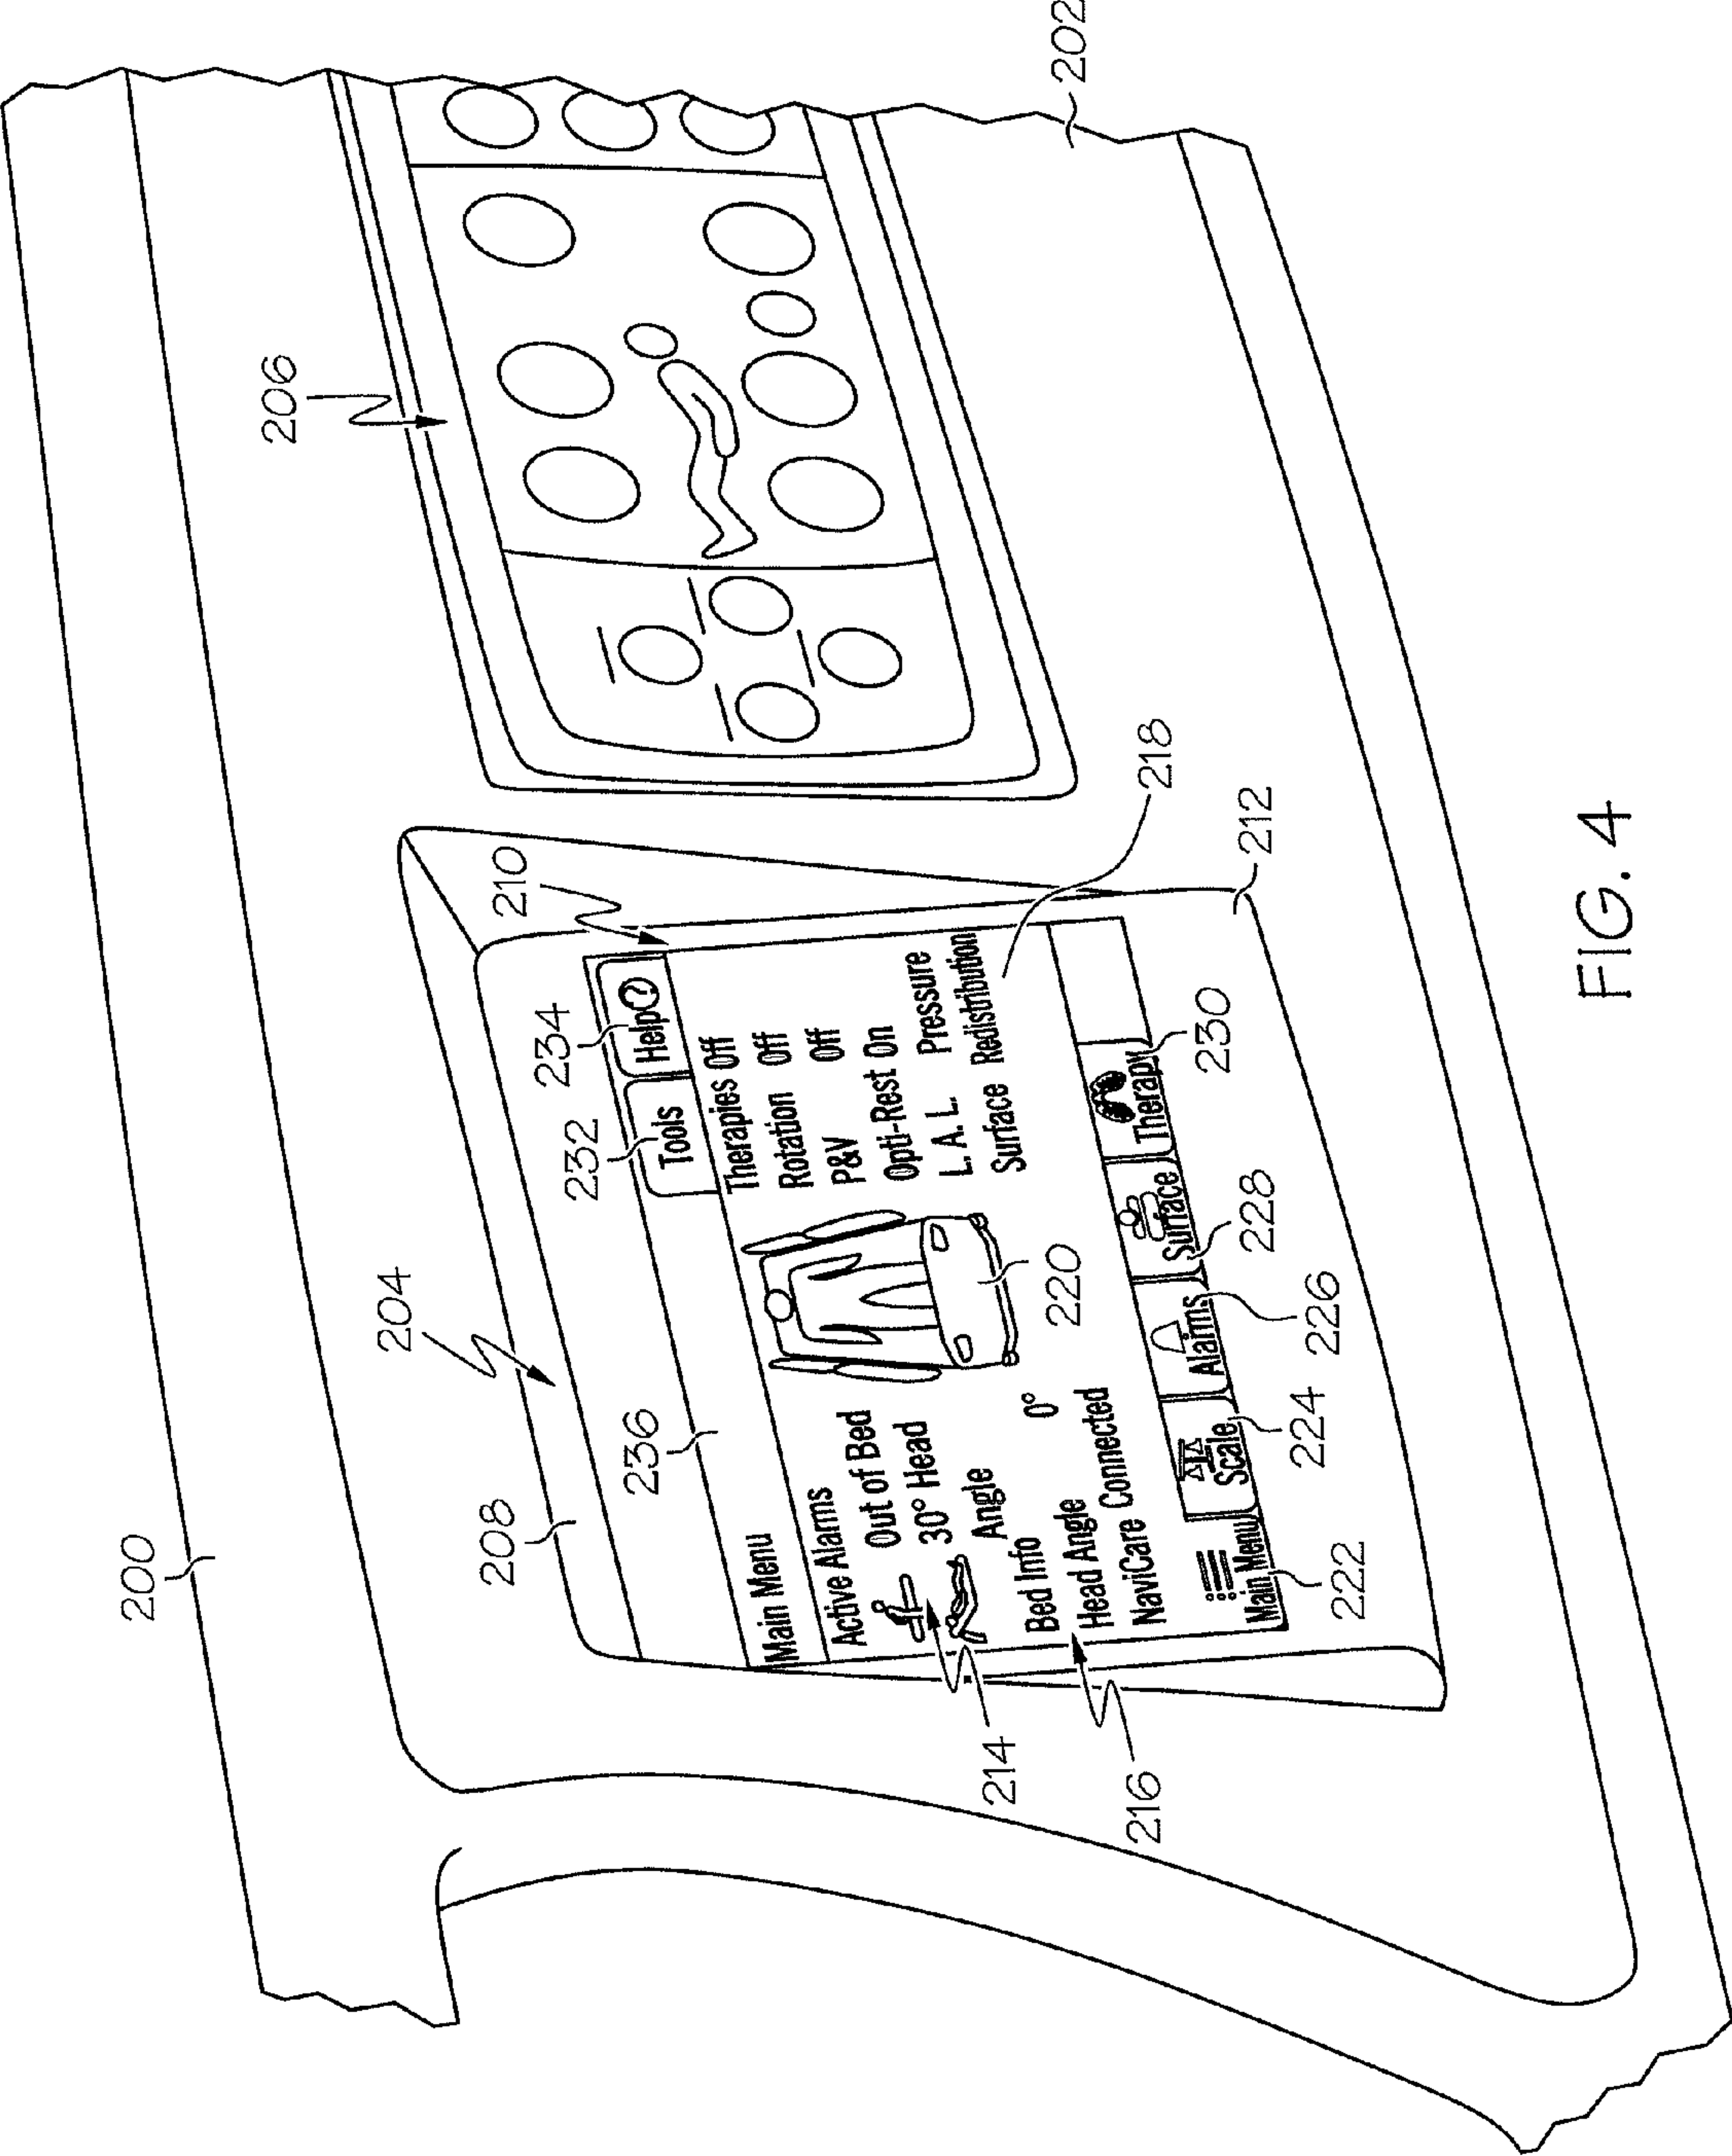 200
202
204
206
208
210
212
232
234
236
Tools
Help?
Main Menu
Active Alarms
Out of Bed
30° Head
Angle
Bed Info
Head Angle 0°
NaviCare Connected
Therapies Off
Rotation Off
P&V Off
Opti-Rest On
L. A. L. Pressure
Surface Redistribution
214
216
218
220
Main Menu
Scale
Alarms
Surface
Therapy
222
224
226
228
230
FIG. 4